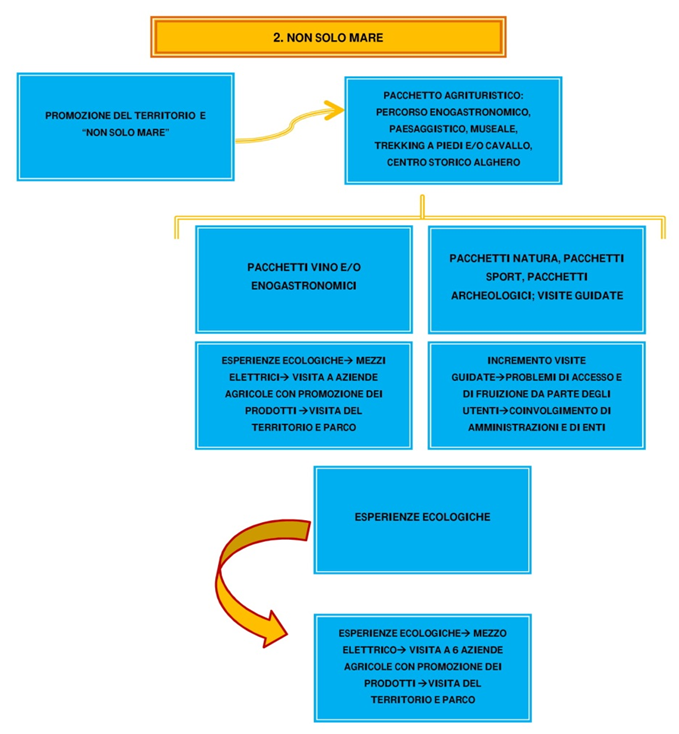 2. NON SOLO MARE
PROMOZIONE DEL TERRITORIO E
“NON SOLO MARE”
PACCHETTO AGRITURISTICO:
PERCORSO ENOGASTRONOMICO,
PAESAGGISTICO, MUSEALE,
TREKKING A PIEDI E/O CAVALLO,
CENTRO STORICO ALGHERO
PACCHETTI VINO E/O
ENOGASTRONOMICI
PACCHETTI NATURA, PACCHETTI
SPORT, PACCHETTI
ARCHEOLOGICI; VISITE GUIDATE
ESPERIENZE ECOLOGICHE→ MEZZI
ELETTRICI→ VISITA A AZIENDE
AGRICOLE CON PROMOZIONE DEI
PRODOTTI →VISITA DEL
TERRITORIO E PARCO
INCREMENTO VISITE
GUIDATE→PROBLEMI DI ACCESSO E
DI FRUIZIONE DA PARTE DEGLI
UTENTI→COINVOLGIMENTO DI
AMMINISTRAZIONI E DI ENTI
ESPERIENZE ECOLOGICHE
ESPERIENZE ECOLOGICHE→ MEZZO
ELETTRICO→ VISITA A 6 AZIENDE
AGRICOLE CON PROMOZIONE DEI
PRODOTTI →VISITA DEL
TERRITORIO E PARCO